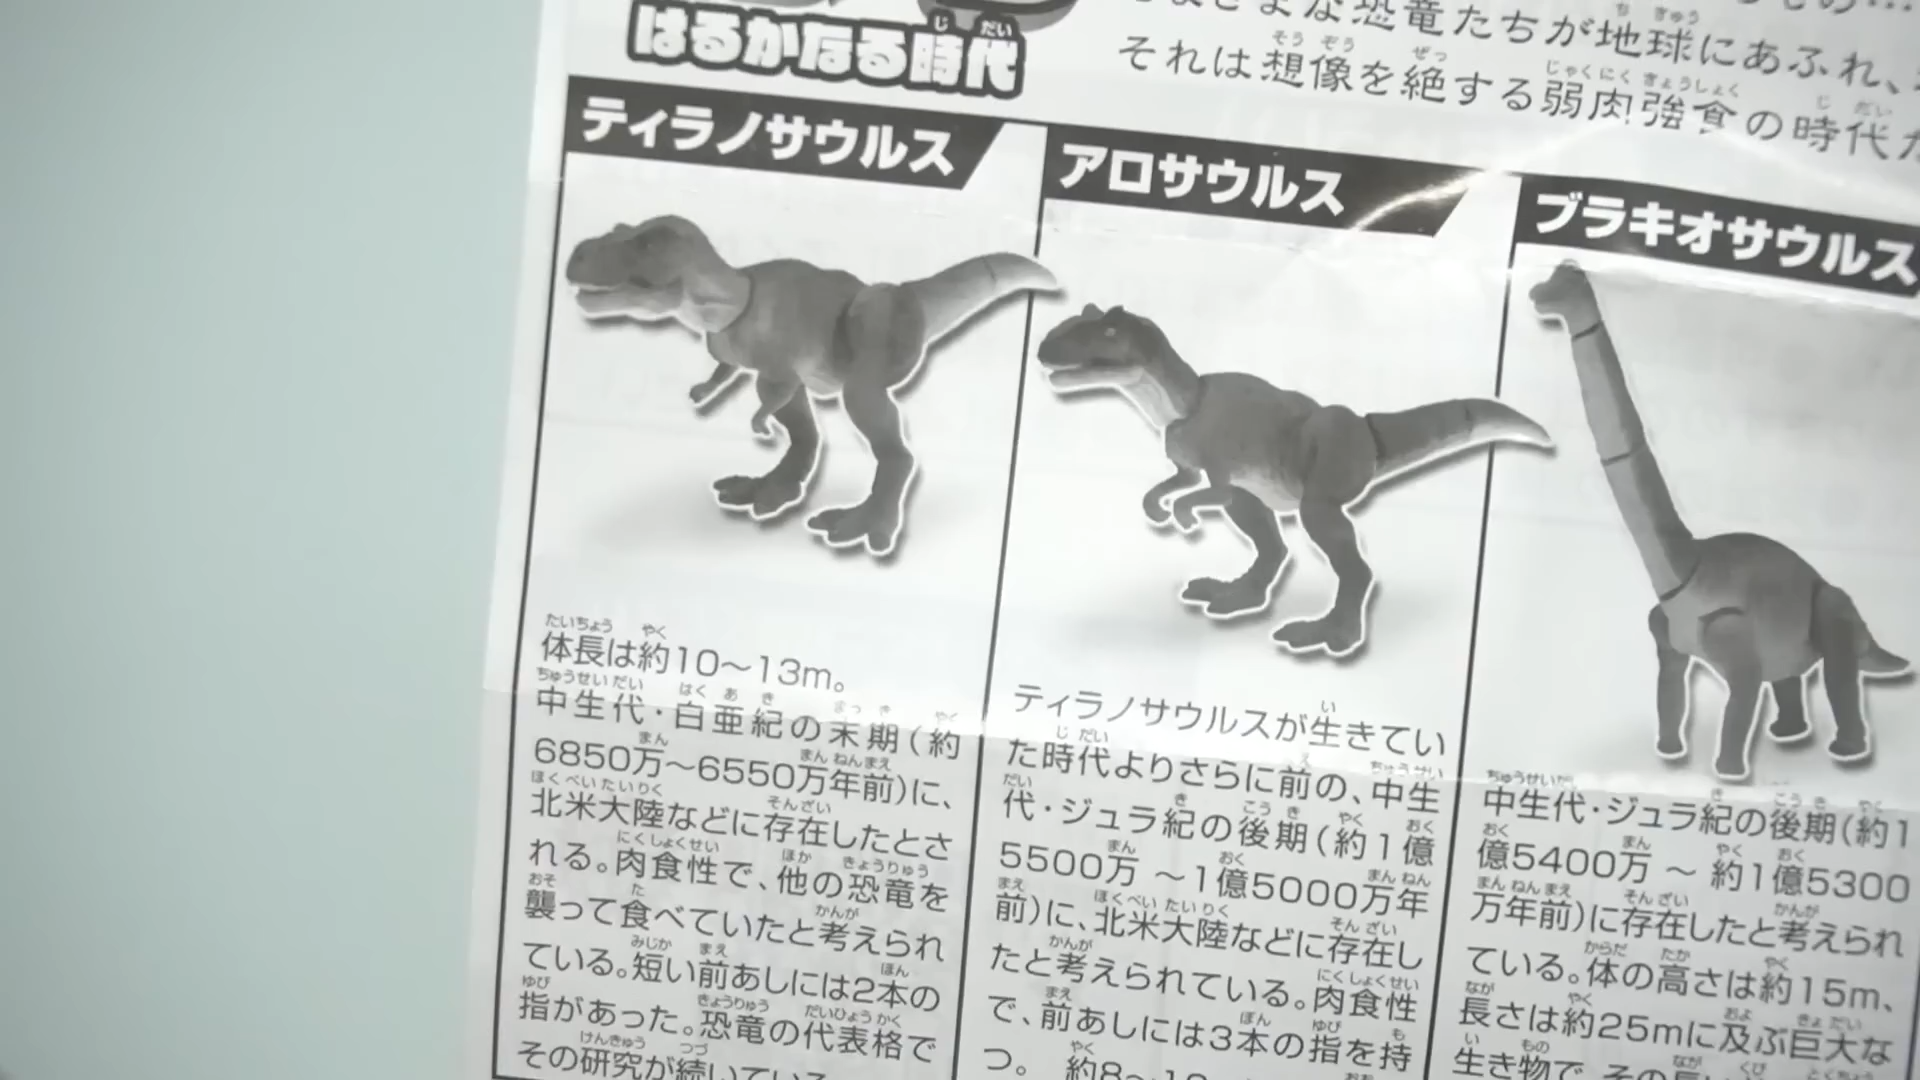 はるかなる時代
恐竜たちが地球にあふれ、
それは想像を絶する弱肉強食の時代
ティラノサウルス
体長は約10～13m。
中生代・白亜紀の末期(約
6850万～6550万年前)に、
北米大陸などに存在したとさ
れる。肉食性で、他の恐竜を
襲って食べていたと考えられ
ている。短い前あしには2本の
指があった。恐竜の代表格で
その研究が続いている
アロサウルス
ティラノサウルスが生きてい
た時代よりさらに前の、中生
代・ジュラ紀の後期(約1億
5500万～1億5000万年
前)に、北米大陸などに存在し
たと考えられている。肉食性
で、前あしには3本の指を持
つ。約8～
ブラキオサウルス
中生代・ジュラ紀の後期(約1
億5400万～約1億5300
万年前)に存在したと考えられ
ている。体の高さは約15m、
長さは約25mに及ぶ巨大な
生き物で、その